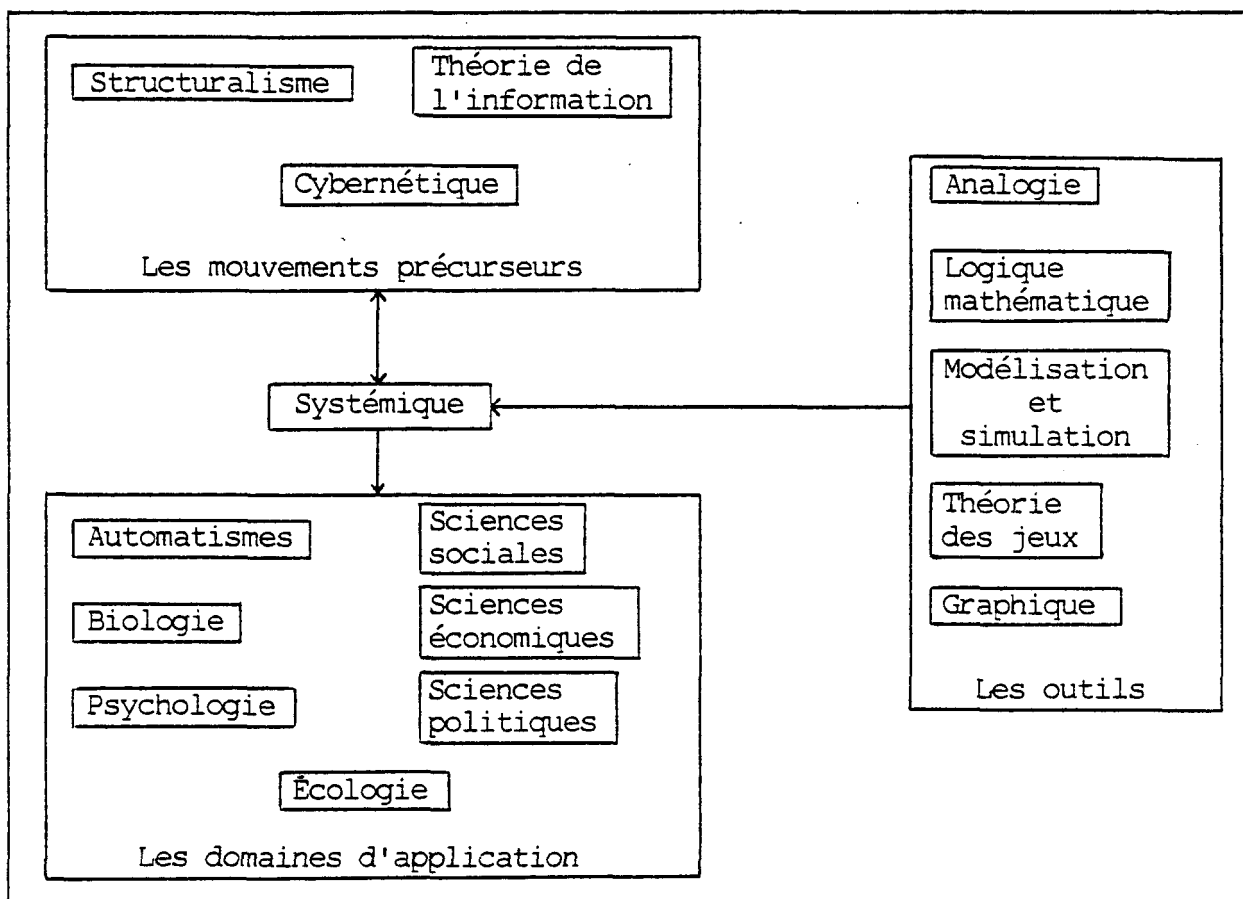 Structuralisme
Théorie de
l'information
Cybernétique
Les mouvements précurseurs
Systémique
Automatismes
Sciences
sociales
Biologie
Sciences
économiques
Psychologie
Sciences
politiques
Écologie
Les domaines d'application
Analogie
Logique
mathématique
Modélisation
et
simulation
Théorie
des jeux
Graphique
Les outils